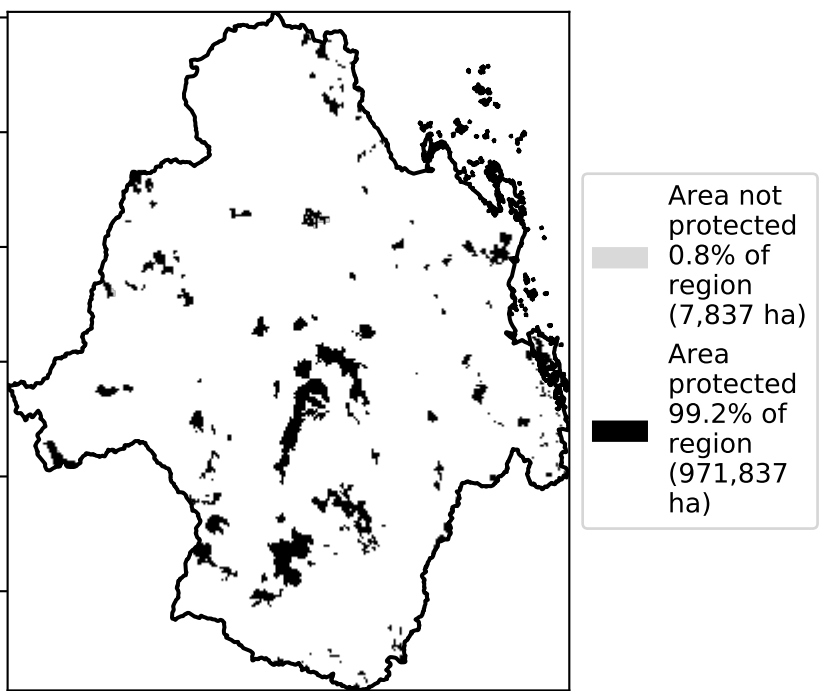 Area not
protected
0.8% of
region
(7,837 ha)
Area
protected
99.2% of
region
(971,837
ha)